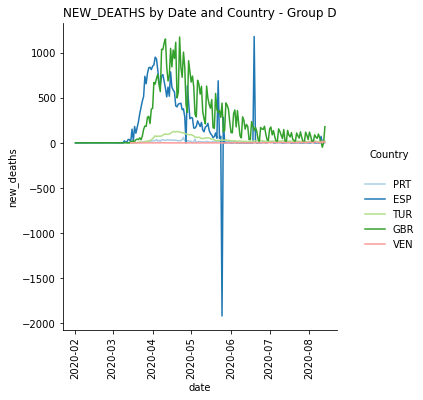 NEW_DEATHS by Date and Country - Group D
1000
500
0
−500
−1000
−1500
−2000
new_deaths
2020-02
2020-03
2020-04
2020-05
2020-06
2020-07
2020-08
date
Country
PRT
ESP
TUR
GBR
VEN